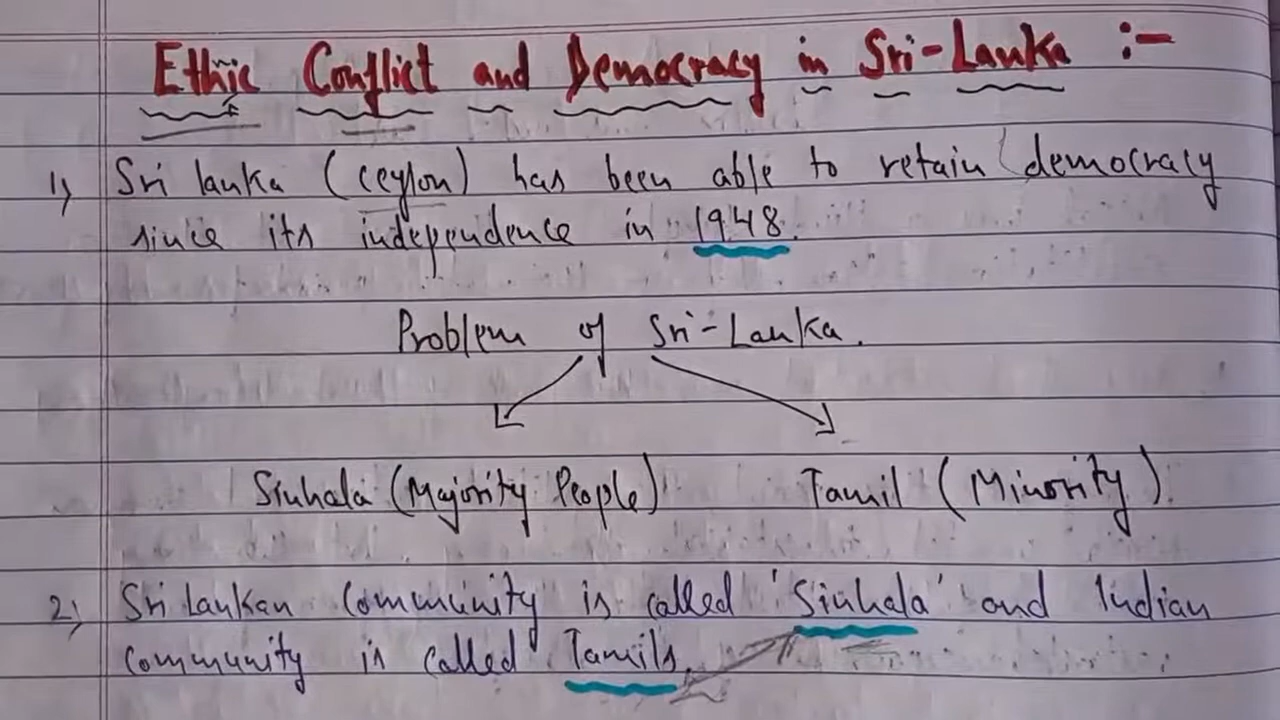 Ethic Conflict and Democracy in Sri-Lanka :-
1) Sri lanka (ceylon) has been able to retain democracy
since its independence in 1948.
Problem of Sri-Lanka.
Sinhala (Majority People) Tamil (Minority)
2) Sri Lankan Community is called 'Sinhala' and Indian
community is called Tamils.